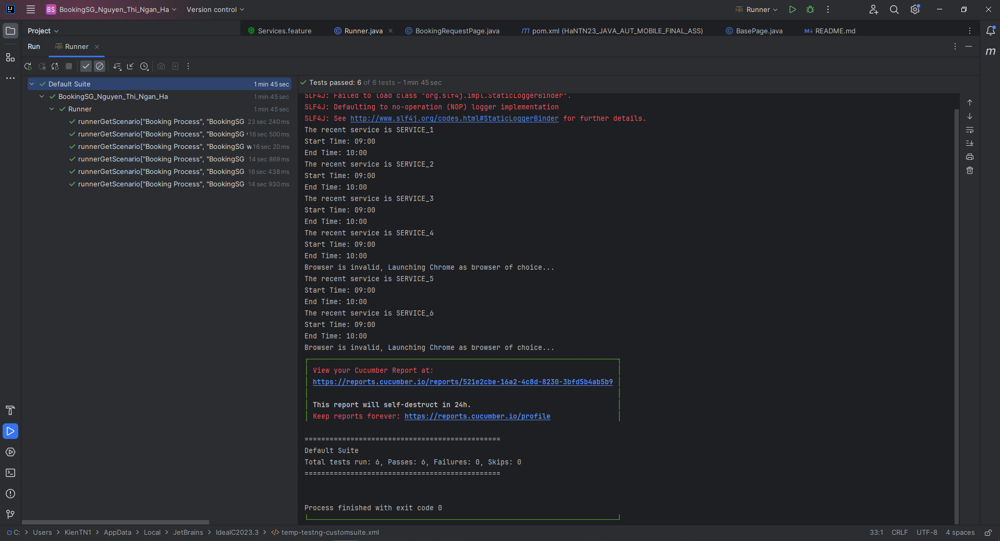 BS BookingSG_Nguyen_Thi_Ngan_Ha Version control Runner
Project Services.feature Runner.java BookingRequestPage.java pom.xml (HaNTN23_JAVA_AUT_MOBILE_FINAL_ASS) BasePage.java README.md
Run Runner
Default Suite 1 min 45 sec
BookingSG_Nguyen_Thi_Ngan_Ha 1 min 45 sec
Runner 1 min 45 sec
runnerGetScenario["Booking Process", "BookingSG 23 sec 240 ms
runnerGetScenario["Booking Process", "BookingSG 16 sec 500 ms
runnerGetScenario["Booking Process", "BookingSG w 16 sec 20 ms
runnerGetScenario["Booking Process", "BookingSG 14 sec 869 ms
runnerGetScenario["Booking Process", "BookingSG 16 sec 438 ms
runnerGetScenario["Booking Process", "BookingSG 14 sec 930 ms
Tests passed: 6 of 6 tests – 1 min 45 sec
SLF4J: Failed to load class "org.slf4j.impl.StaticLoggerBinder".
SLF4J: Defaulting to no-operation (NOP) logger implementation
SLF4J: See http://www.slf4j.org/codes.html#StaticLoggerBinder for further details.
The recent service is SERVICE_1
Start Time: 09:00
End Time: 10:00
The recent service is SERVICE_2
Start Time: 09:00
End Time: 10:00
The recent service is SERVICE_3
Start Time: 09:00
End Time: 10:00
The recent service is SERVICE_4
Start Time: 09:00
End Time: 10:00
Browser is invalid, Launching Chrome as browser of choice...
The recent service is SERVICE_5
Start Time: 09:00
End Time: 10:00
The recent service is SERVICE_6
Start Time: 09:00
End Time: 10:00
Browser is invalid, Launching Chrome as browser of choice...
View your Cucumber Report at:
https://reports.cucumber.io/reports/521e2cbe-16a2-4c8d-8230-3bfd5b4ab5b9
This report will self-destruct in 24h.
Keep reports forever: https://reports.cucumber.io/profile
===============================================
Default Suite
Total tests run: 6, Passes: 6, Failures: 0, Skips: 0
===============================================
Process finished with exit code 0
C: > Users > KienTN1 > AppData > Local > JetBrains > IdeaIC2023.3 > temp-testng-customsuite.xml 33:1 CRLF UTF-8 4 spaces